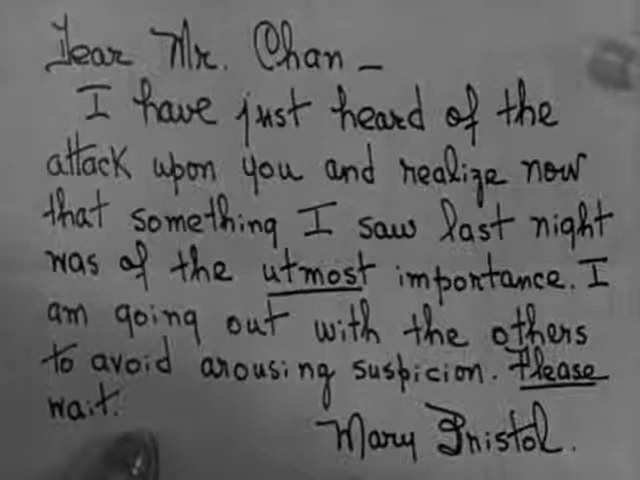 Dear Mr. Chan –
I have just heard of the
attack upon you and realize now
that something I saw last night
was of the utmost importance. I
am going out with the others
to avoid arousing suspicion. Please
wait.
Mary Bristol.